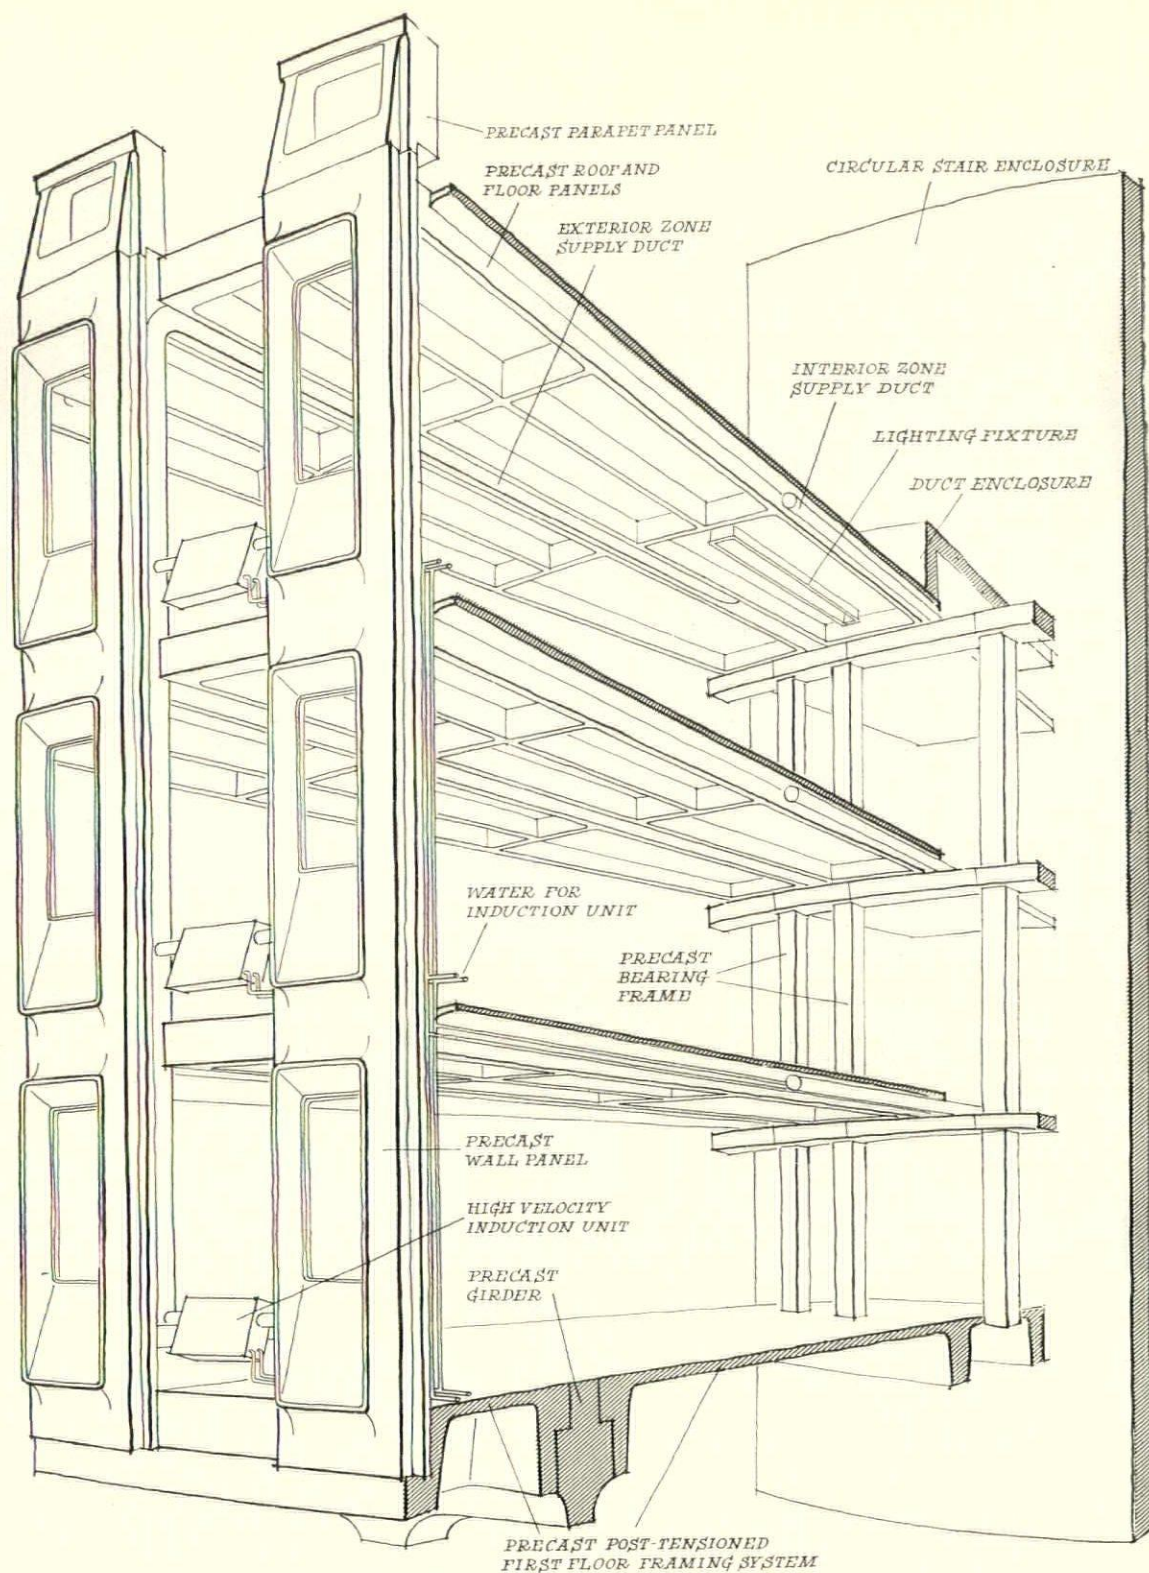 PRECAST PARAPET PANEL
PRECAST ROOF AND
FLOOR PANELS
CIRCULAR STAIR ENCLOSURE
EXTERIOR ZONE
SUPPLY DUCT
INTERIOR ZONE
SUPPLY DUCT
LIGHTING FIXTURE
DUCT ENCLOSURE
WATER FOR
INDUCTION UNIT
PRECAST
BEARING
FRAME
PRECAST
WALL PANEL
HIGH VELOCITY
INDUCTION UNIT
PRECAST
GIRDER
PRECAST POST-TENSIONED
FIRST FLOOR FRAMING SYSTEM